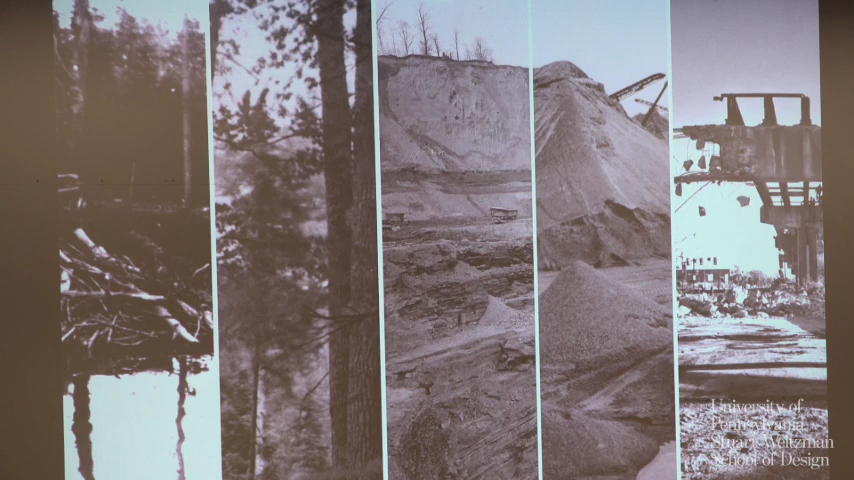 University of
Pennsylvania
Stuart Weitzman
School of Design